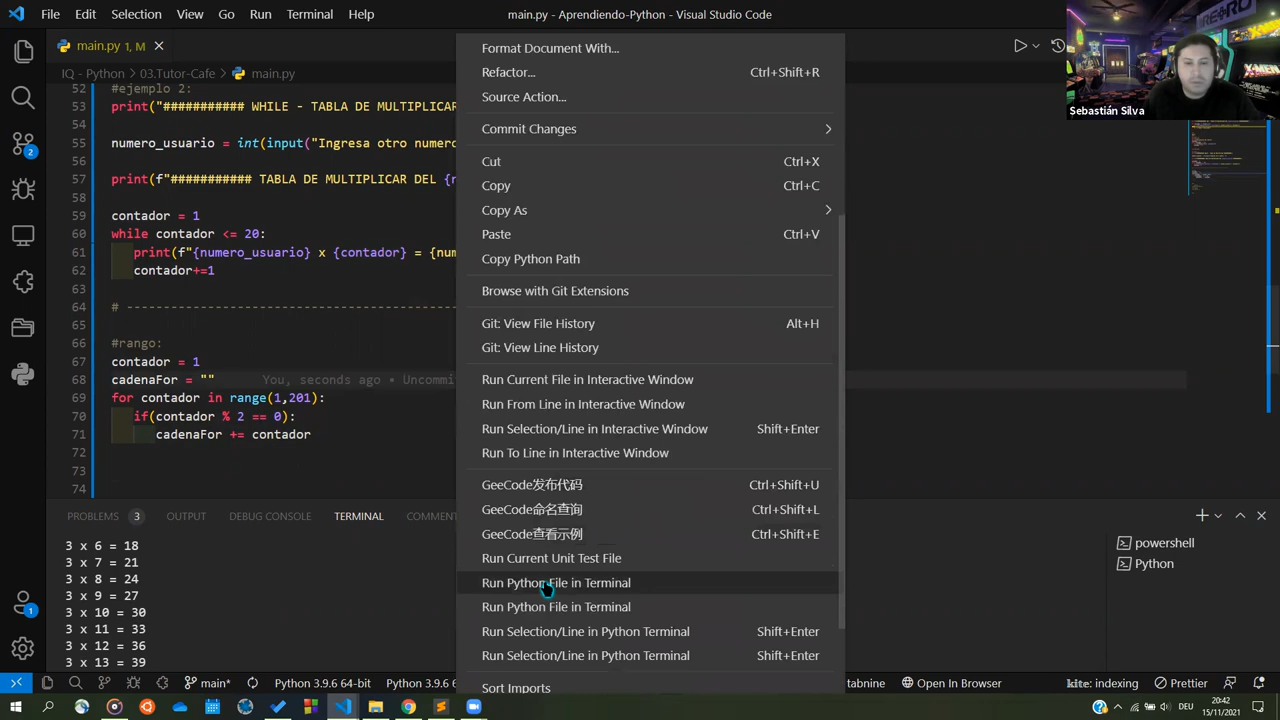 File Edit Selection View Go Run Terminal Help
main.py - Aprendiendo-Python - Visual Studio Code
main.py 1, M
IQ - Python > 03.Tutor-Cafe > main.py
Sebastián Silva
52 #ejemplo 2:
53 print("########### WHILE - TABLA DE MULTIPLICAR
54
55 numero_usuario = int(input("Ingresa otro numero
56
57 print(f"########### TABLA DE MULTIPLICAR DEL {n
58
59 contador = 1
60 while contador <= 20:
61 print(f"{numero_usuario} x {contador} = {num
62 contador+=1
63
64 # ------------------------------------
65
66 #rango:
67 contador = 1
68 cadenaFor = "" You, seconds ago • Uncommi
69 for contador in range(1,201):
70 if(contador % 2 == 0):
71 cadenaFor += contador
72
73
74
Format Document With...
Refactor... Ctrl+Shift+R
Source Action...
Commit Changes
Cut Ctrl+X
Copy Ctrl+C
Copy As
Paste Ctrl+V
Copy Python Path
Browse with Git Extensions
Git: View File History Alt+H
Git: View Line History
Run Current File in Interactive Window
Run From Line in Interactive Window
Run Selection/Line in Interactive Window Shift+Enter
Run To Line in Interactive Window
GeeCode发布代码 Ctrl+Shift+U
GeeCode命名查询 Ctrl+Shift+L
GeeCode查看示例 Ctrl+Shift+E
Run Current Unit Test File
Run Python File in Terminal
Run Python File in Terminal
Run Selection/Line in Python Terminal Shift+Enter
Run Selection/Line in Python Terminal Shift+Enter
Sort Imports
PROBLEMS 3 OUTPUT DEBUG CONSOLE TERMINAL COMMEN
3 x 6 = 18
3 x 7 = 21
3 x 8 = 24
3 x 9 = 27
3 x 10 = 30
3 x 11 = 33
3 x 12 = 36
3 x 13 = 39
powershell
Python
2
1
main* Python 3.9.6 64-bit Python 3.9.6 tabnine Open In Browser kite: indexing Prettier
DEU 20:42
15/11/2021